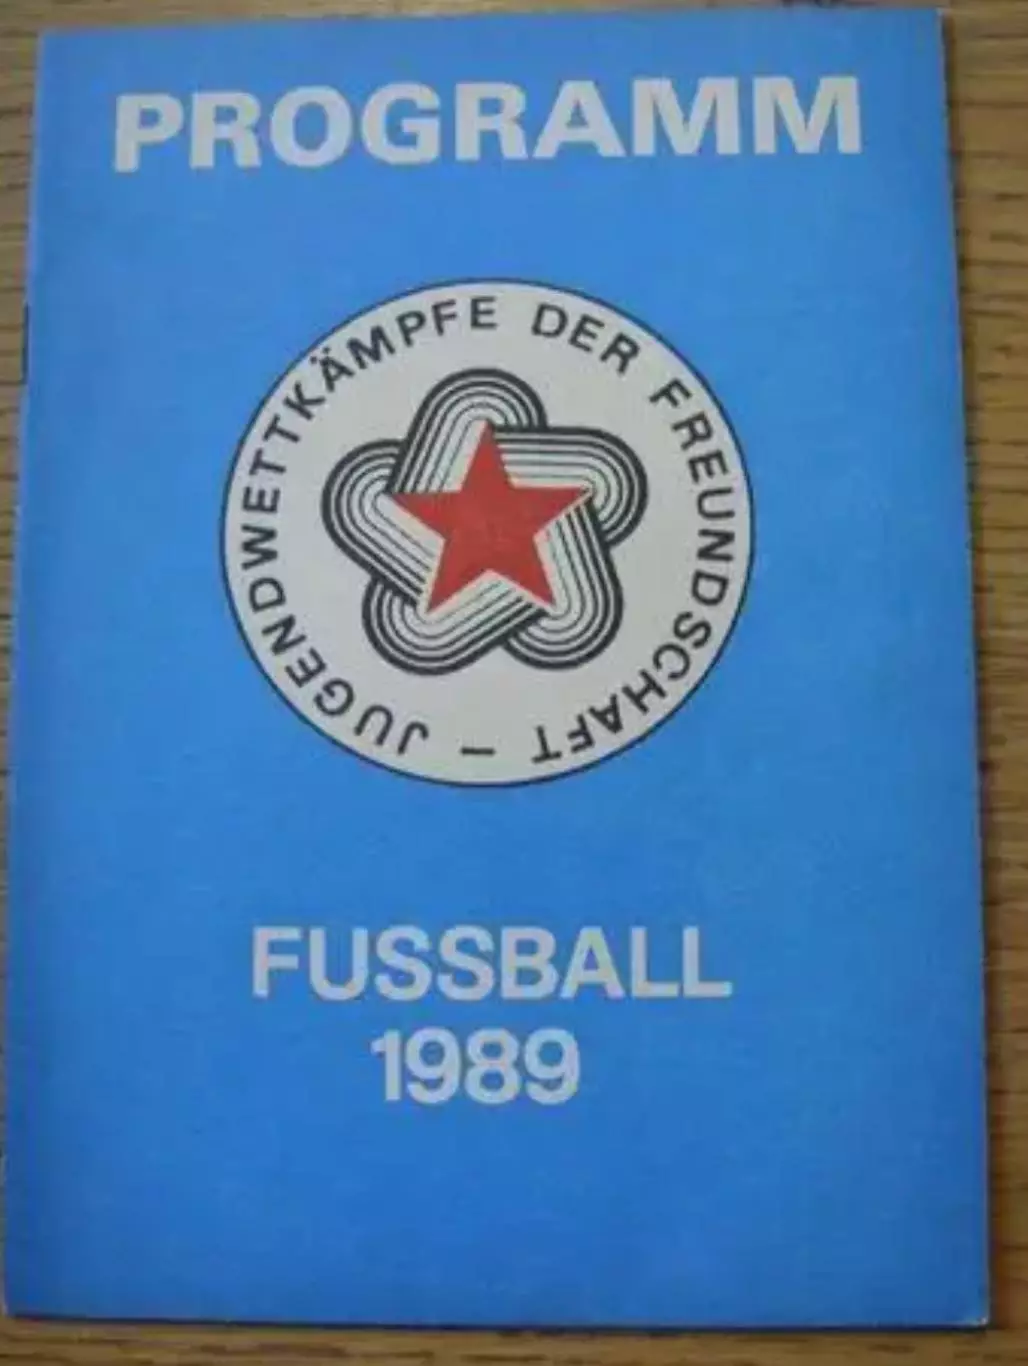 PROGRAMM
JUGENDWETTKÄMPFE DER FREUNDSCHAFT –
FUSSBALL
1989